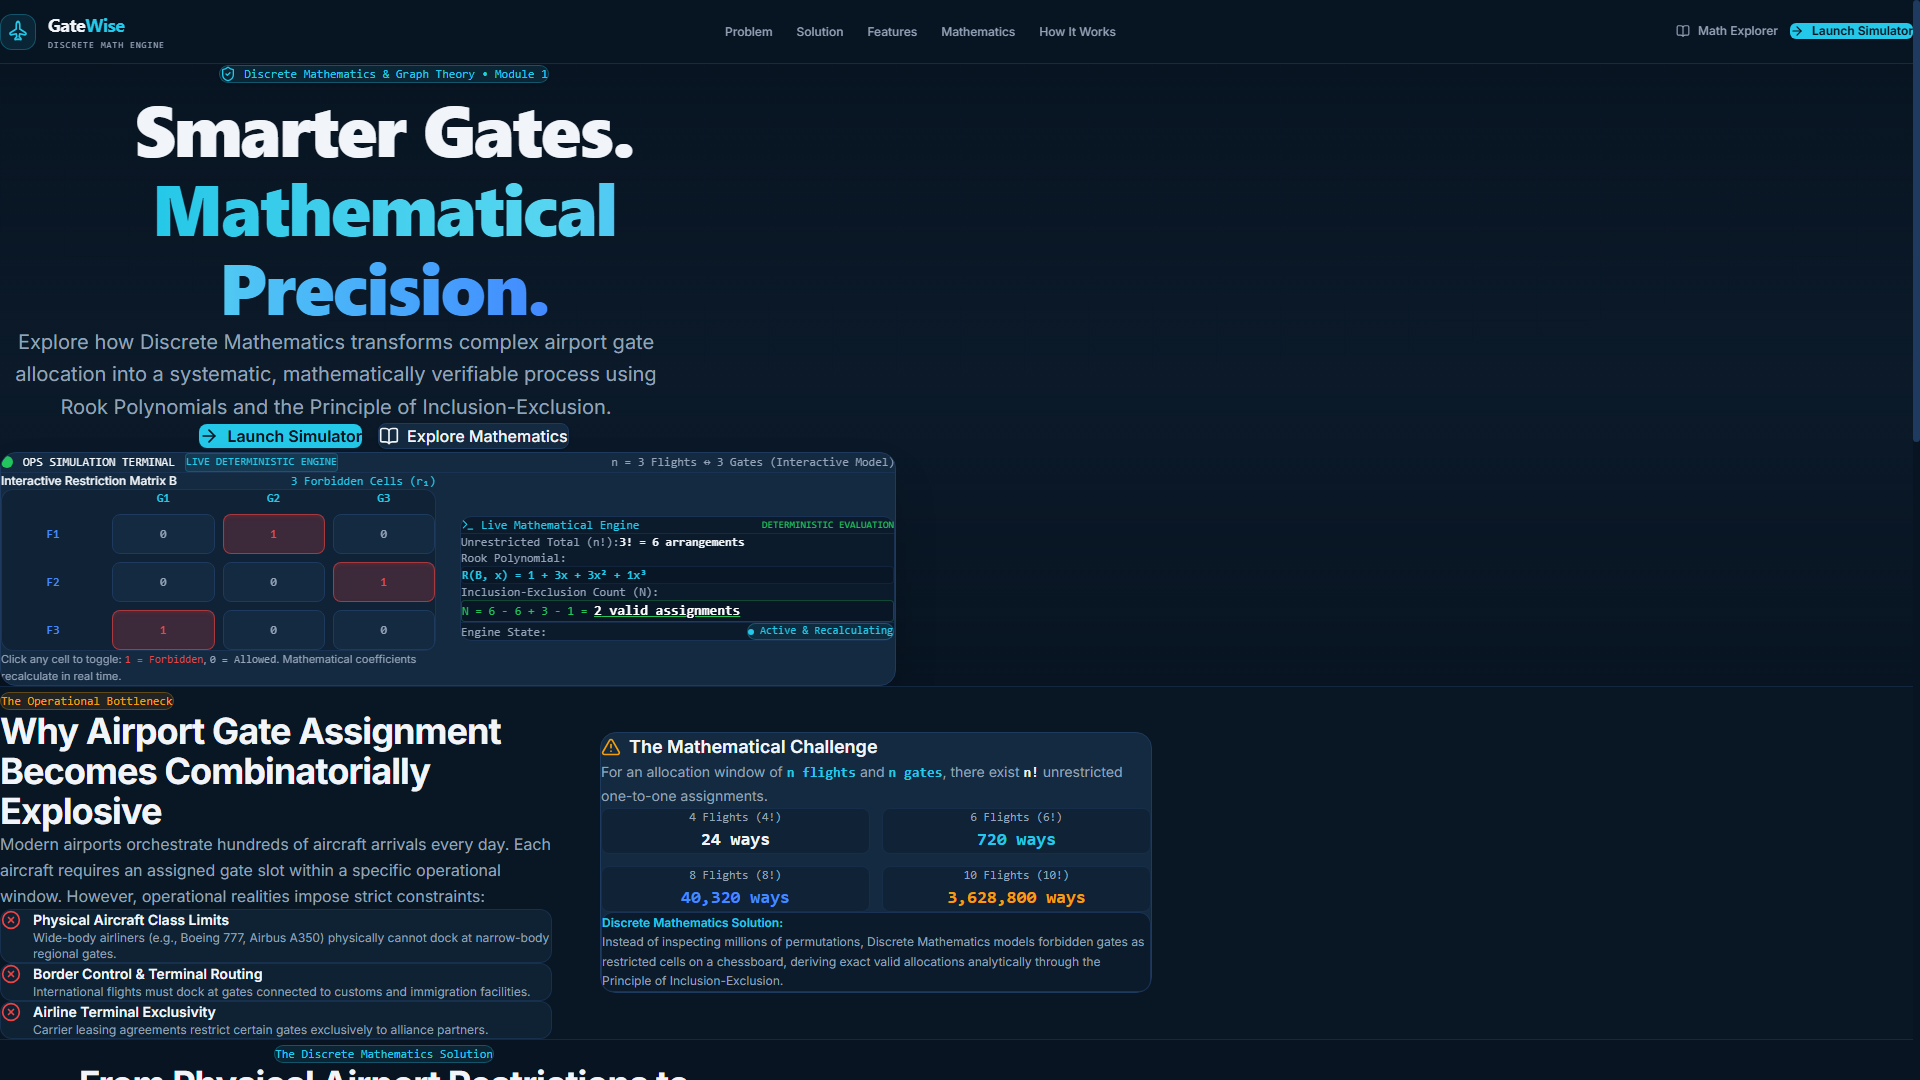 GateWise
DISCRETE MATH ENGINE
Problem
Solution
Features
Mathematics
How It Works
Math Explorer
Launch Simulator
Discrete Mathematics & Graph Theory • Module 1
Smarter Gates.
Mathematical
Precision.
Explore how Discrete Mathematics transforms complex airport gate
allocation into a systematic, mathematically verifiable process using
Rook Polynomials and the Principle of Inclusion-Exclusion.
Launch Simulator
Explore Mathematics
OPS SIMULATION TERMINAL
LIVE DETERMINISTIC ENGINE
n = 3 Flights ↔ 3 Gates (Interactive Model)
Interactive Restriction Matrix B
3 Forbidden Cells (r₁)
G1 G2 G3
F1 0 1 0
F2 0 0 1
F3 1 0 0
Click any cell to toggle: 1 = Forbidden, 0 = Allowed. Mathematical coefficients
recalculate in real time.
Live Mathematical Engine
DETERMINISTIC EVALUATION
Unrestricted Total (n!):3! = 6 arrangements
Rook Polynomial:
R(B, x) = 1 + 3x + 3x² + 1x³
Inclusion-Exclusion Count (N):
N = 6 - 6 + 3 - 1 = 2 valid assignments
Engine State:
Active & Recalculating
The Operational Bottleneck
Why Airport Gate Assignment
Becomes Combinatorially
Explosive
Modern airports orchestrate hundreds of aircraft arrivals every day. Each
aircraft requires an assigned gate slot within a specific operational
window. However, operational realities impose strict constraints:
Physical Aircraft Class Limits
Wide-body airliners (e.g., Boeing 777, Airbus A350) physically cannot dock at narrow-body
regional gates.
Border Control & Terminal Routing
International flights must dock at gates connected to customs and immigration facilities.
Airline Terminal Exclusivity
Carrier leasing agreements restrict certain gates exclusively to alliance partners.
The Mathematical Challenge
For an allocation window of n flights and n gates, there exist n! unrestricted
one-to-one assignments.
4 Flights (4!)
24 ways
6 Flights (6!)
720 ways
8 Flights (8!)
40,320 ways
10 Flights (10!)
3,628,800 ways
Discrete Mathematics Solution:
Instead of inspecting millions of permutations, Discrete Mathematics models forbidden gates as
restricted cells on a chessboard, deriving exact valid allocations analytically through the
Principle of Inclusion-Exclusion.
The Discrete Mathematics Solution
From Physical Airport Restrictions to